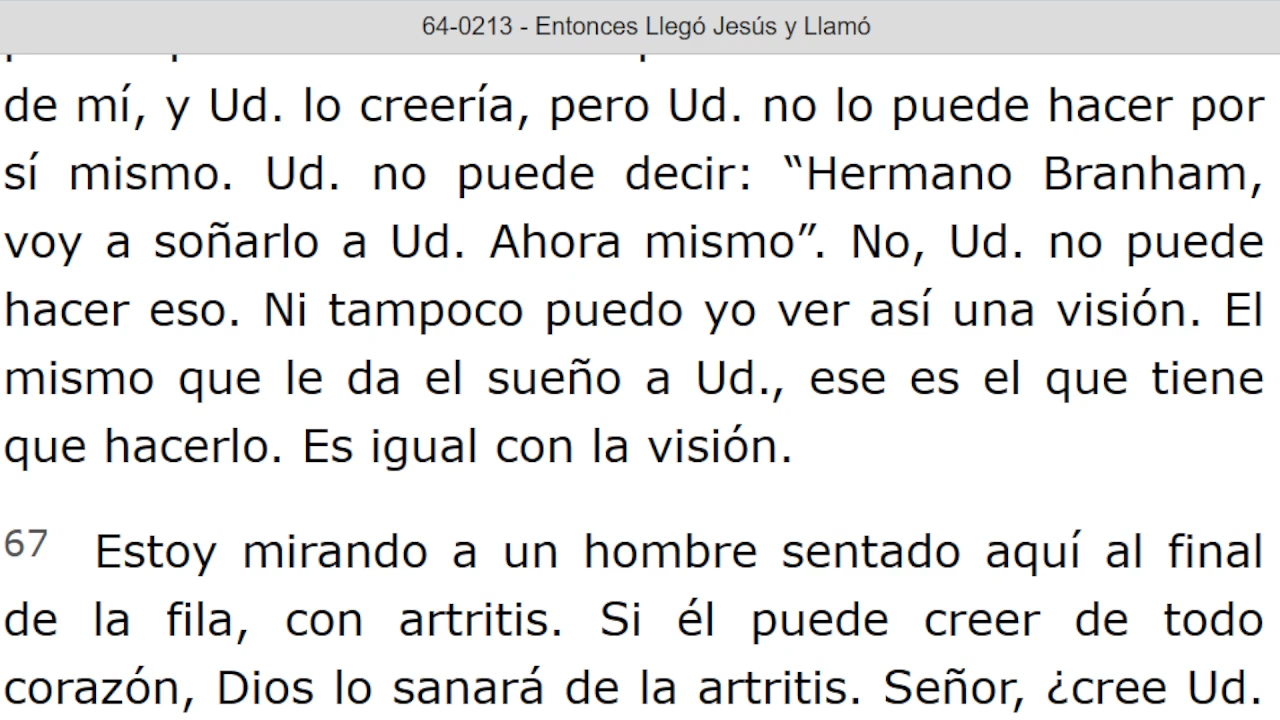 64-0213 - Entonces Llegó Jesús y Llamó
de mí, y Ud. lo creería, pero Ud. no lo puede hacer por
sí mismo. Ud. no puede decir: “Hermano Branham,
voy a soñarlo a Ud. Ahora mismo”. No, Ud. no puede
hacer eso. Ni tampoco puedo yo ver así una visión. El
mismo que le da el sueño a Ud., ese es el que tiene
que hacerlo. Es igual con la visión.
67 Estoy mirando a un hombre sentado aquí al final
de la fila, con artritis. Si él puede creer de todo
corazón, Dios lo sanará de la artritis. Señor, ¿cree Ud.